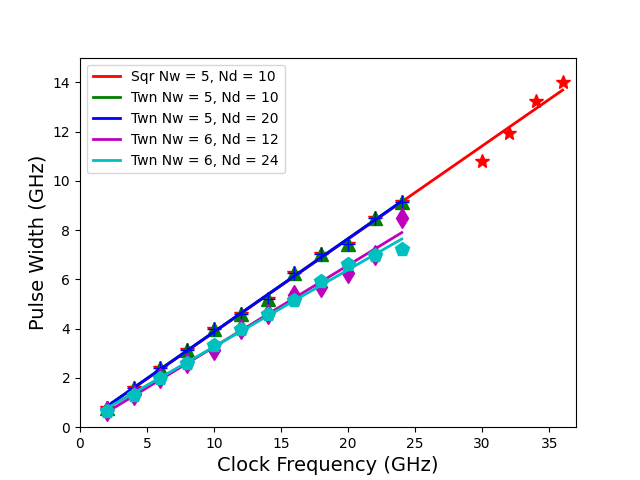 Sqr Nw = 5, Nd = 10
Twn Nw = 5, Nd = 10
Twn Nw = 5, Nd = 20
Twn Nw = 6, Nd = 12
Twn Nw = 6, Nd = 24
Pulse Width (GHz)
14
12
10
8
6
4
2
0
0 5 10 15 20 25 30 35
Clock Frequency (GHz)